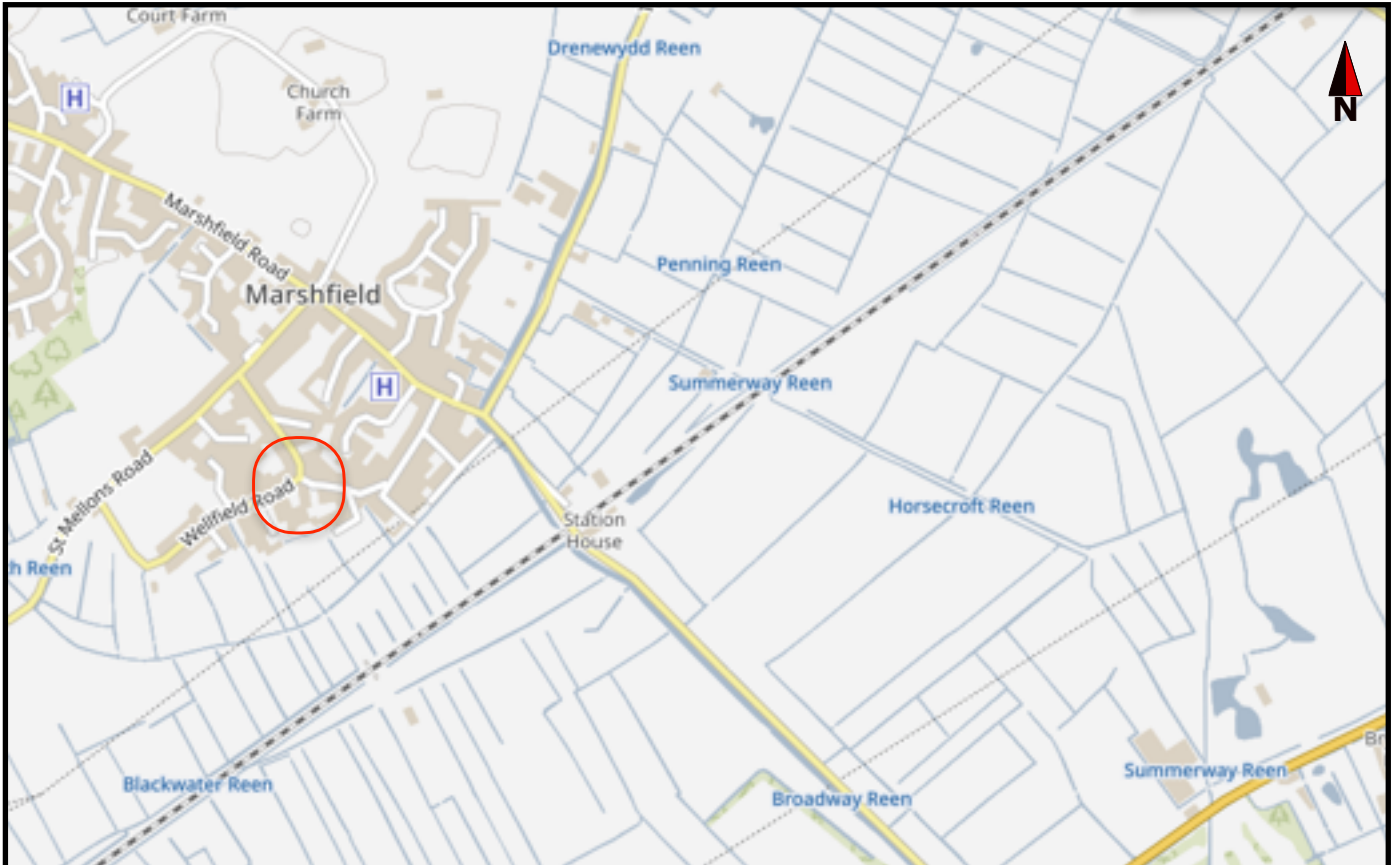 Court Farm
Drenewydd Reen
H
Church
Farm
N
Marshfield Road
Penning Reen
Marshfield
Summerway Reen
H
St Mellons Road
Wellfield Road
Horsecroft Reen
Station
House
h Reen
Summerway Reen
Blackwater Reen
Broadway Reen
Br